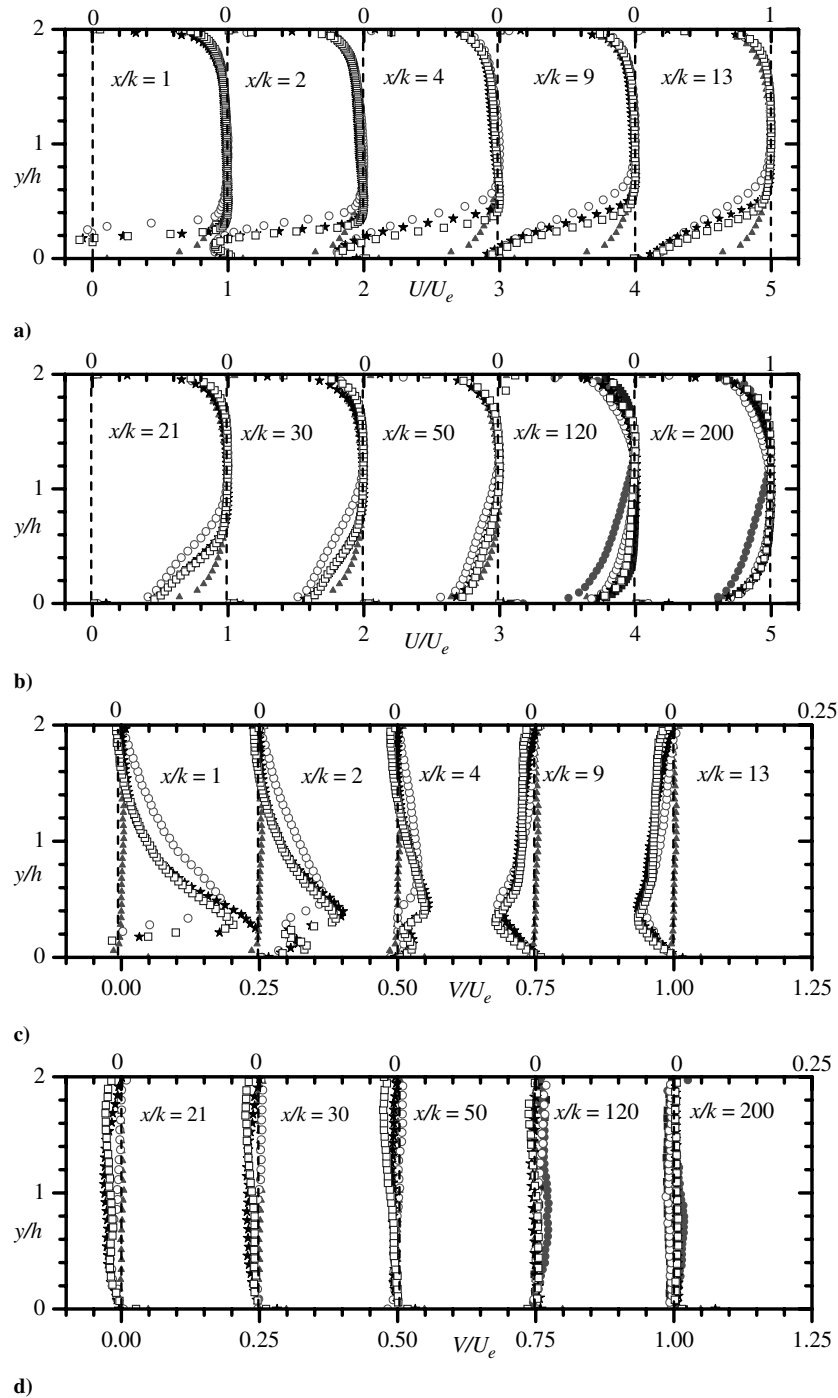 0 0 0 0 0 1
2
x/k = 1 x/k = 2 x/k = 4 x/k = 9 x/k = 13
1
y/h
0
0 1 2 3 4 5
U/Ue
a)
0 0 0 0 0 1
2
x/k = 21 x/k = 30 x/k = 50 x/k = 120 x/k = 200
1
y/h
0
0 1 2 3 4 5
U/Ue
b)
0 0 0 0 0 0.25
2
x/k = 1 x/k = 2 x/k = 4 x/k = 9 x/k = 13
1
y/h
0
0.00 0.25 0.50 0.75 1.00 1.25
V/Ue
c)
0 0 0 0 0 0.25
2
x/k = 21 x/k = 30 x/k = 50 x/k = 120 x/k = 200
1
y/h
0
0.00 0.25 0.50 0.75 1.00 1.25
V/Ue
d)